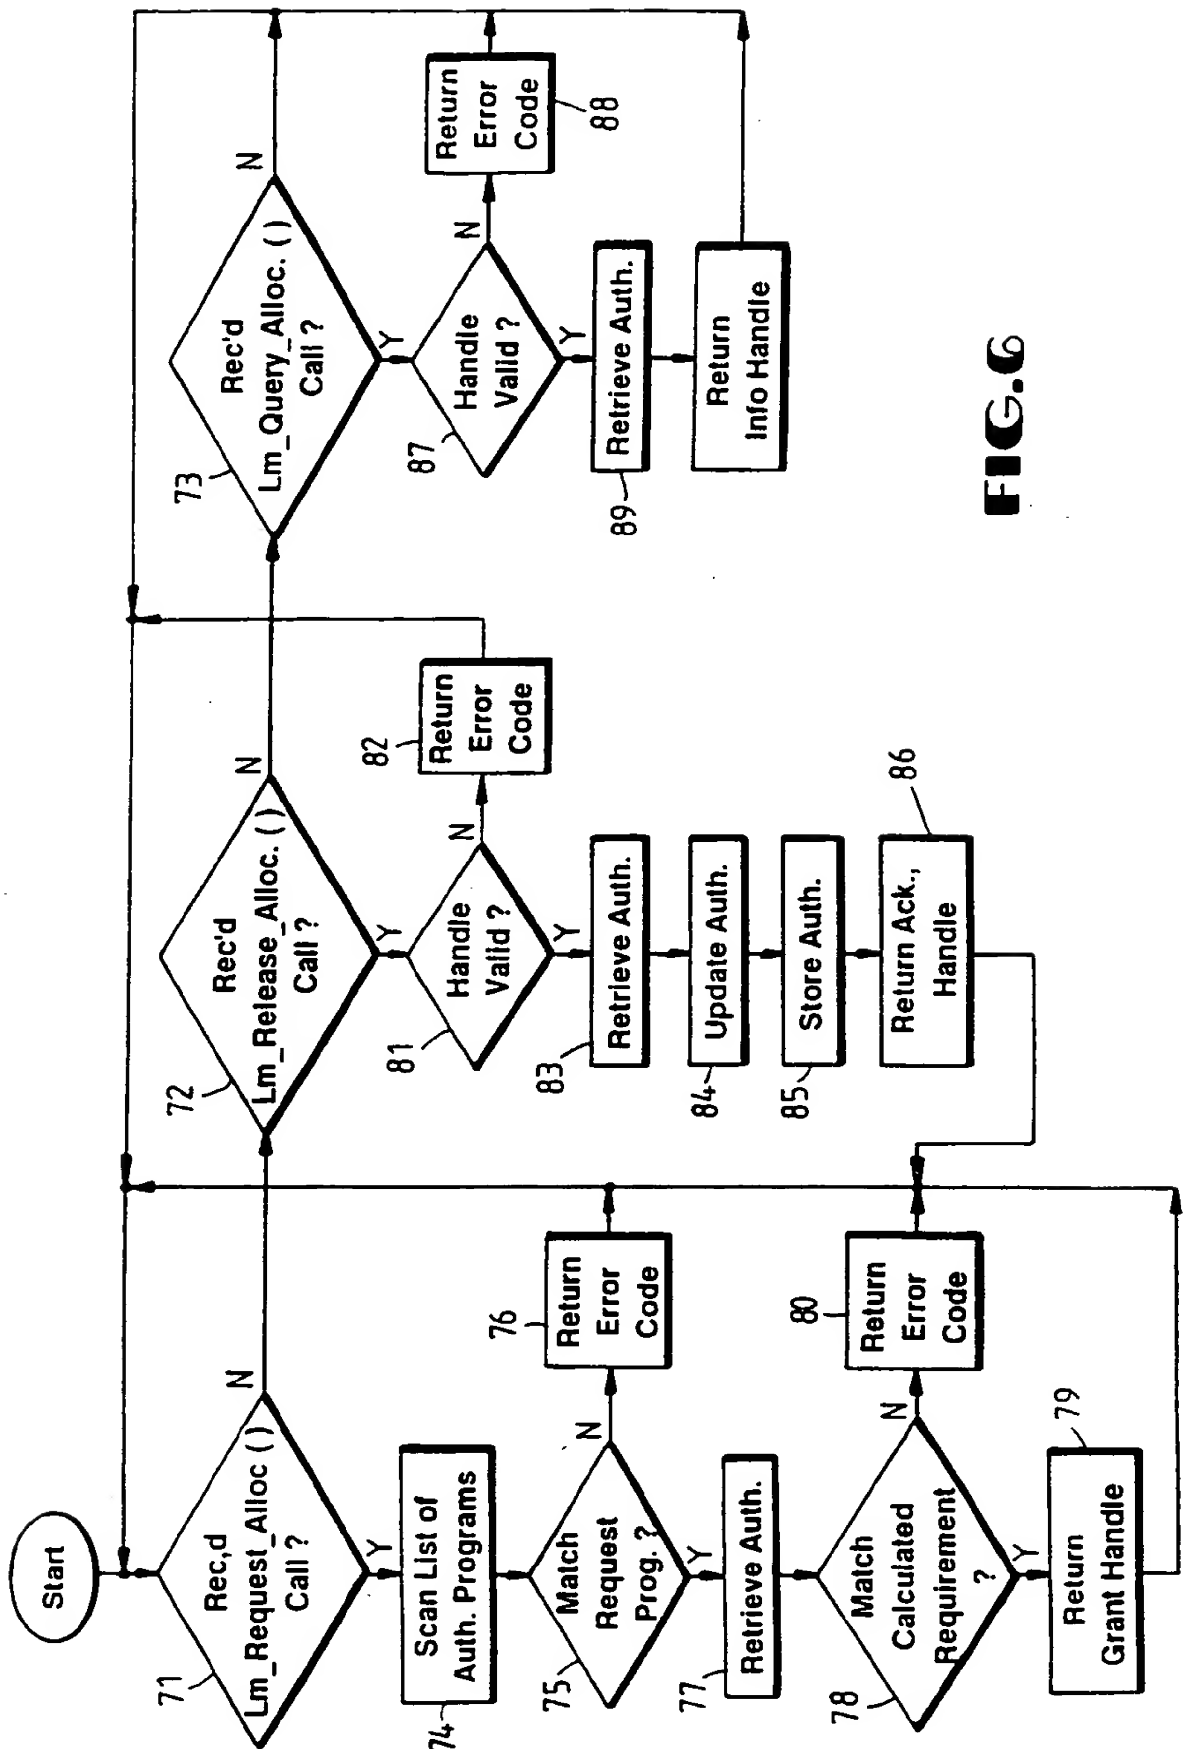 Start
71
Rec,d
Lm_Request_Alloc ()
Call ?
N
Y
74
Scan List of
Auth. Programs
75
Match
Request
Prog. ?
N
76
Return
Error
Code
Y
77
Retrieve Auth.
78
Match
Calculated
Requirement
?
N
80
Return
Error
Code
Y
79
Return
Grant Handle
72
Rec'd
Lm_Release_Alloc. ()
Call ?
N
Y
81
Handle
Valid ?
N
82
Return
Error
Code
Y
83
Retrieve Auth.
84
Update Auth.
85
Store Auth.
86
Return Ack.,
Handle
73
Rec'd
Lm_Query_Alloc. ()
Call ?
N
Y
87
Handle
Valid ?
N
Return
Error
Code
88
Y
89
Retrieve Auth.
Return
Info Handle
FIG.6